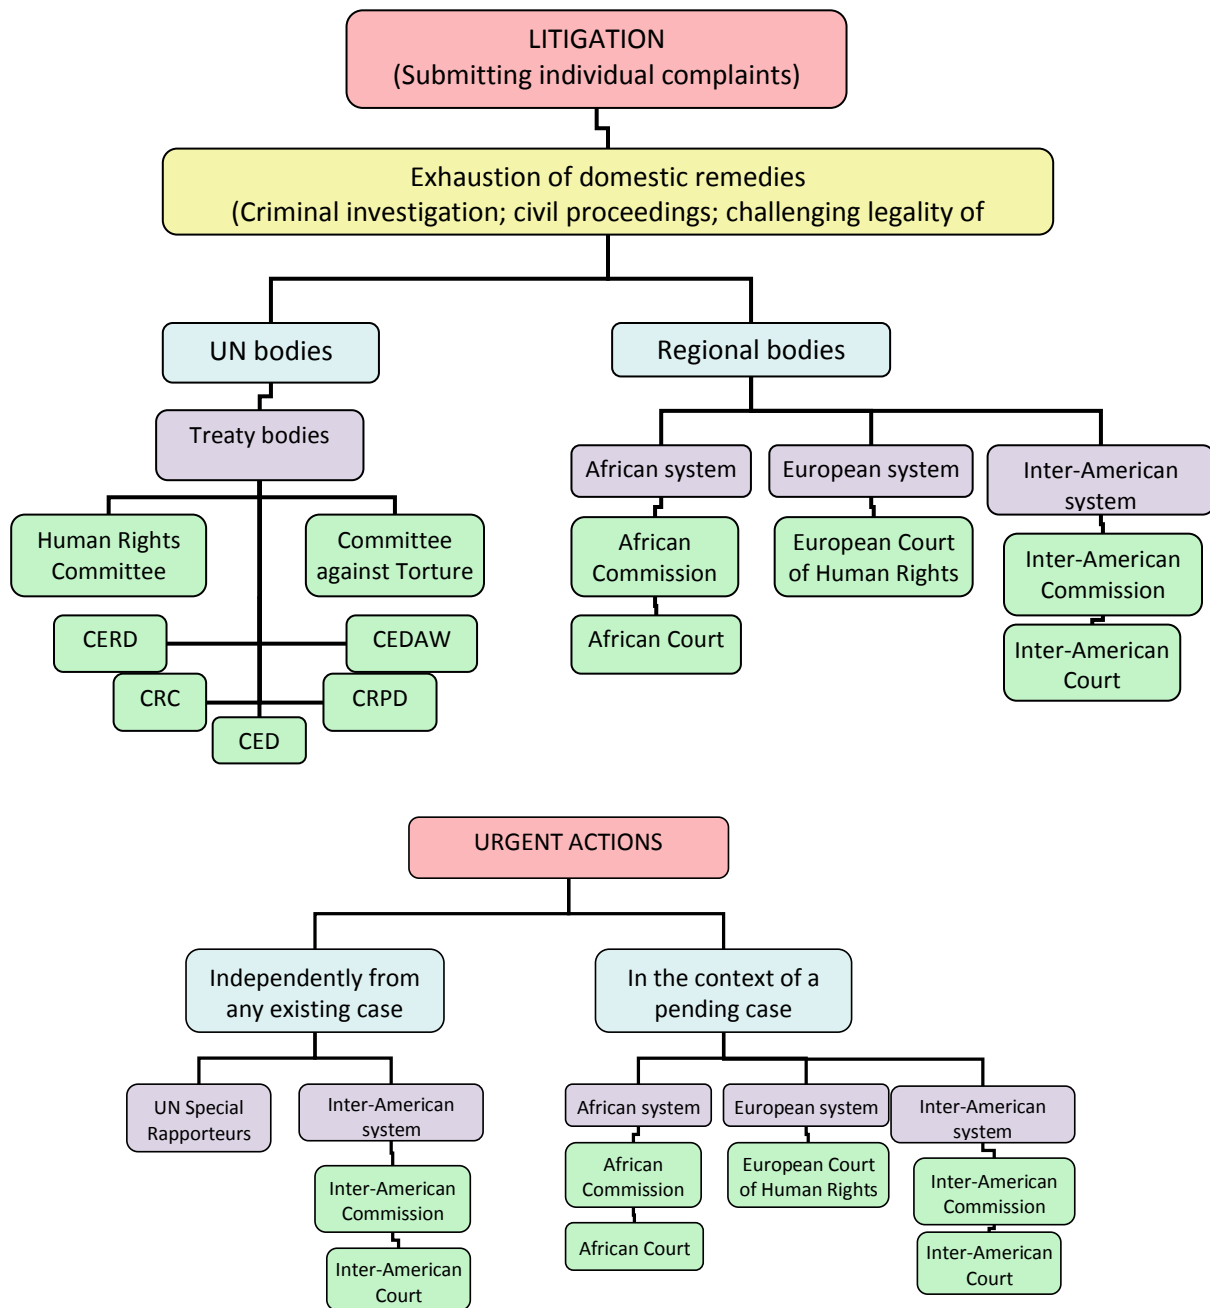 LITIGATION
(Submitting individual complaints)
Exhaustion of domestic remedies
(Criminal investigation; civil proceedings; challenging legality of
UN bodies
Regional bodies
Treaty bodies
African system
European system
Inter-American
system
Human Rights
Committee
Committee
against Torture
African
Commission
European Court
of Human Rights
Inter-American
Commission
CERD
CEDAW
African Court
Inter-American
Court
CRC
CRPD
CED
URGENT ACTIONS
Independently from
any existing case
In the context of a
pending case
UN Special
Rapporteurs
Inter-American
system
African system
European system
Inter-American
system
Inter-American
Commission
African
Commission
European Court
of Human Rights
Inter-American
Commission
Inter-American
Court
African Court
Inter-American
Court